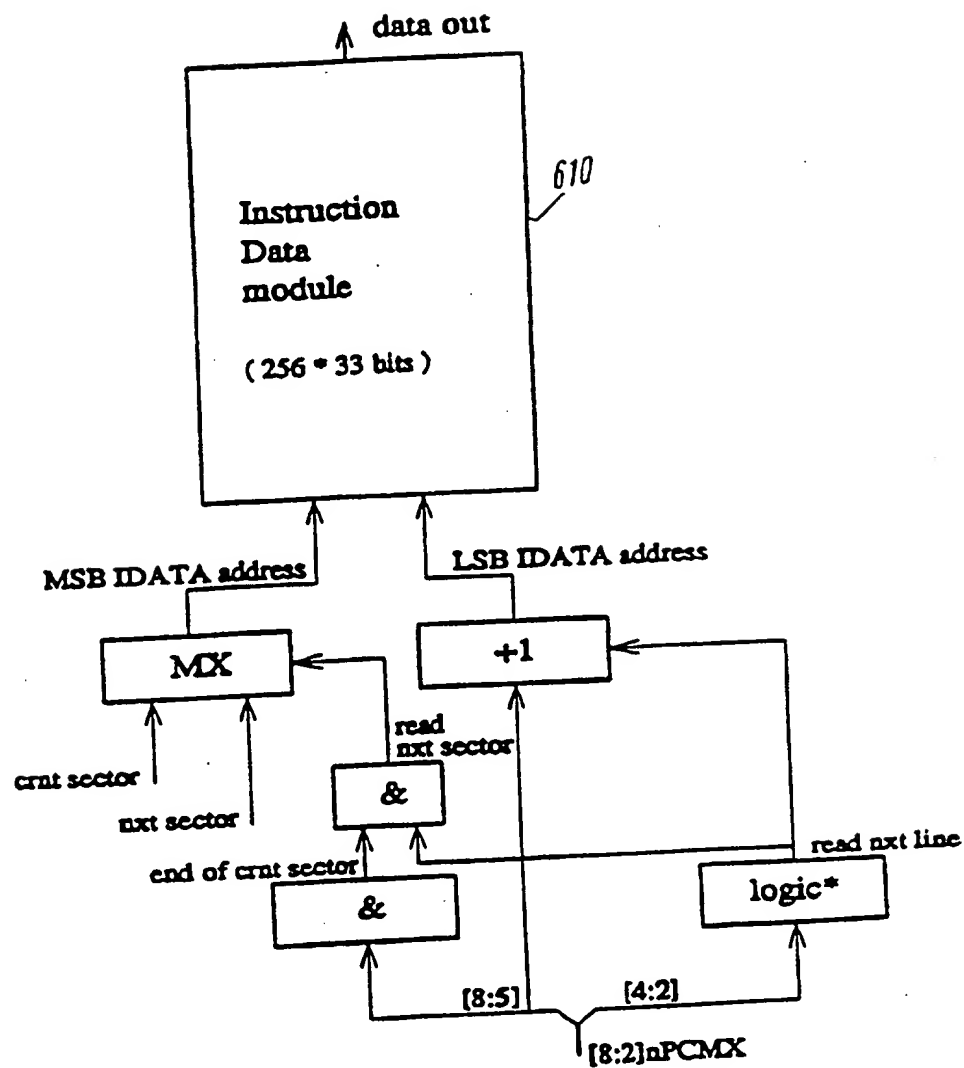 data out
610
Instruction
Data
module
( 256 * 33 bits )
MSB IDATA address
LSB IDATA address
MX
+1
read
nxt sector
crnt sector
nxt sector
&
read nxt line
end of crnt sector
&
logic*
[8:5]
[4:2]
[8:2]nPCMX